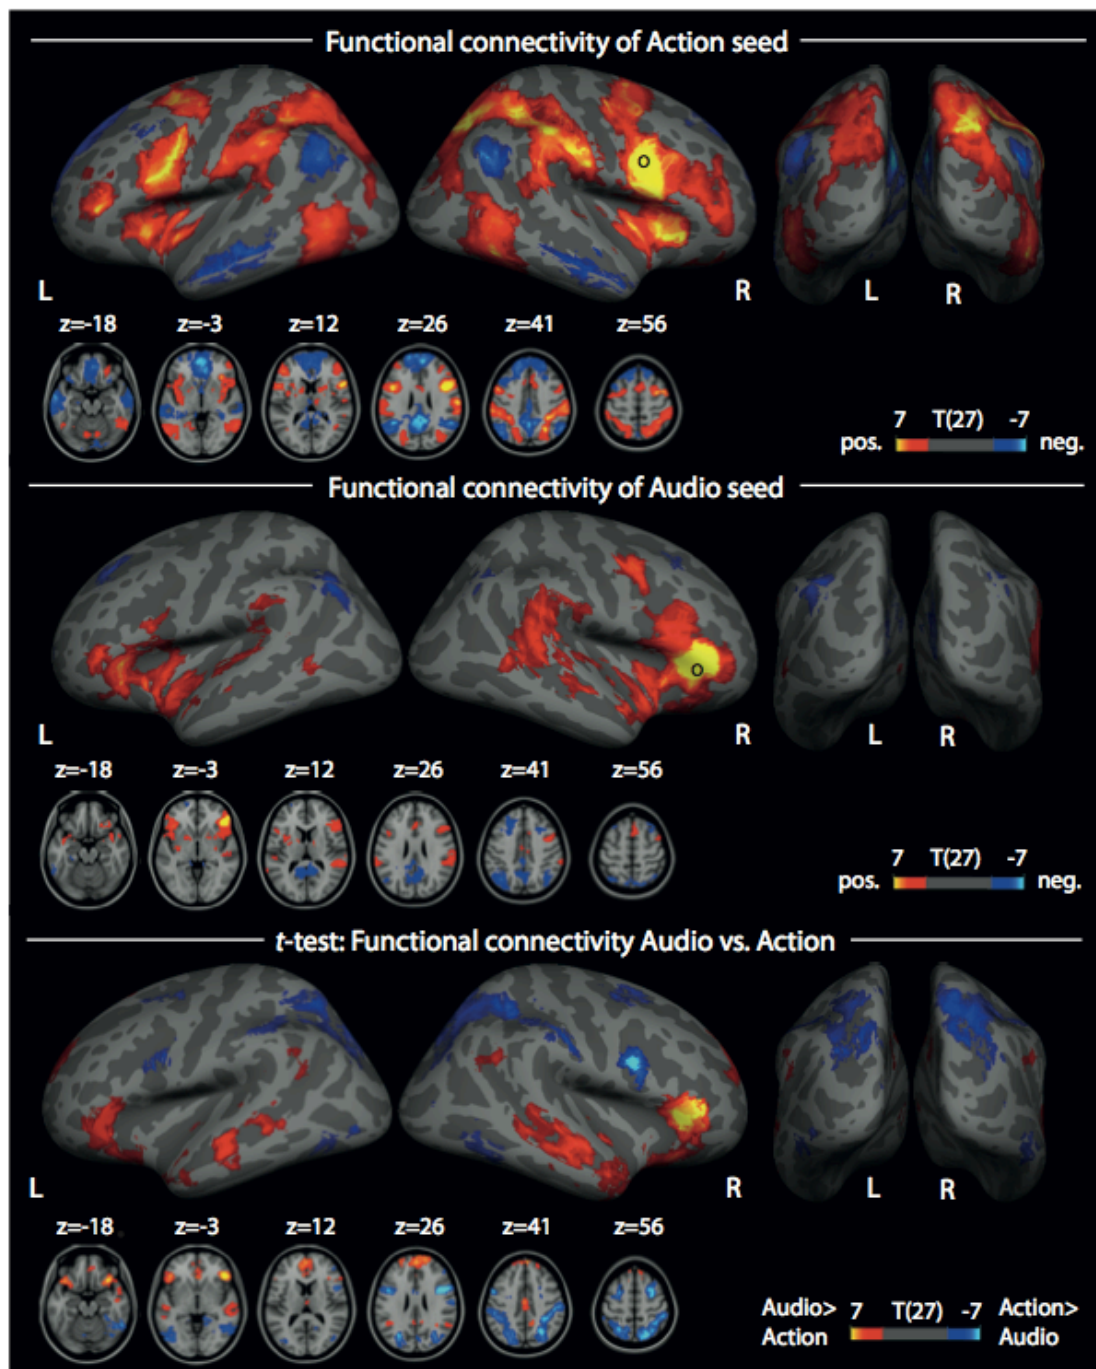 Functional connectivity of Action seed
L R L R
z=-18 z=-3 z=12 z=26 z=41 z=56
7 T(27) -7
pos. neg.
Functional connectivity of Audio seed
L R L R
z=-18 z=-3 z=12 z=26 z=41 z=56
7 T(27) -7
pos. neg.
t-test: Functional connectivity Audio vs. Action
L R L R
z=-18 z=-3 z=12 z=26 z=41 z=56
Audio> 7 T(27) -7 Action>
Action Audio